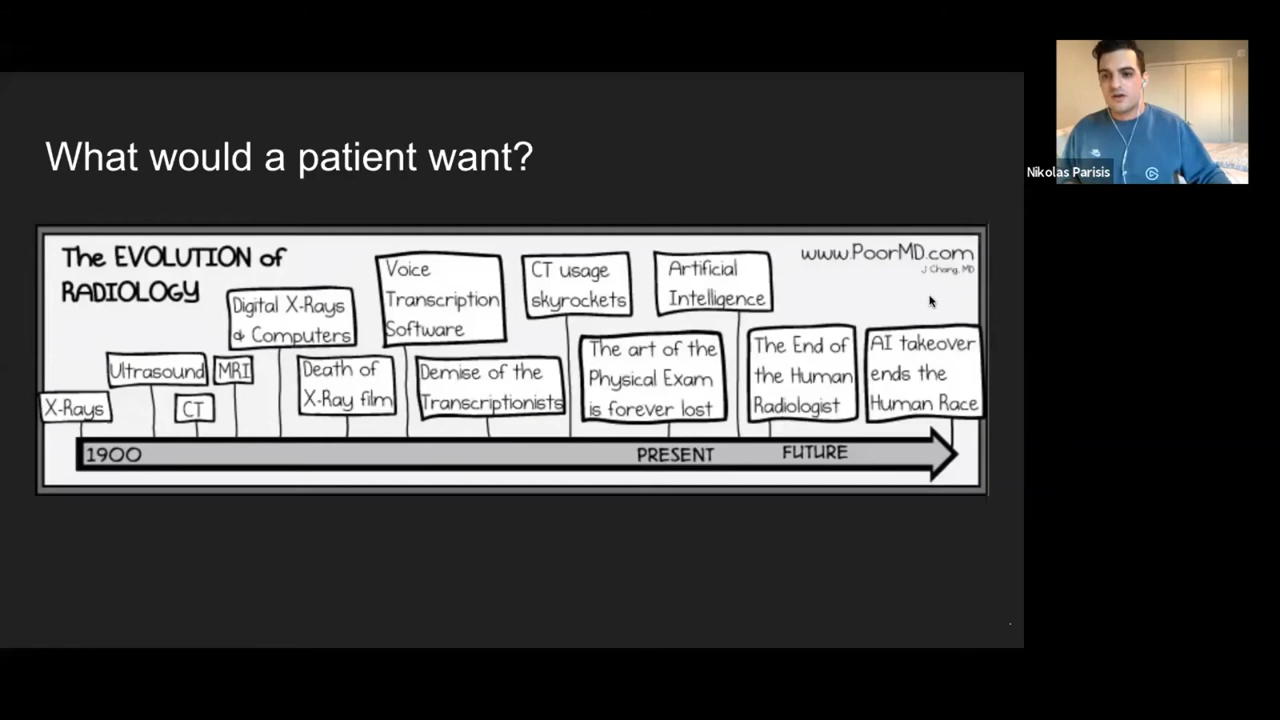 What would a patient want?
Nikolas Parisis
The EVOLUTION of
RADIOLOGY
www.PoorMD.com
J Chang, MD
X-Rays
Ultrasound
CT
MRI
Digital X-Rays
& Computers
Death of
X-Ray film
Voice
Transcription
Software
Demise of the
Transcriptionists
CT usage
skyrockets
The art of the
Physical Exam
is forever lost
Artificial
Intelligence
The End of
the Human
Radiologist
AI takeover
ends the
Human Race
1900
PRESENT
FUTURE